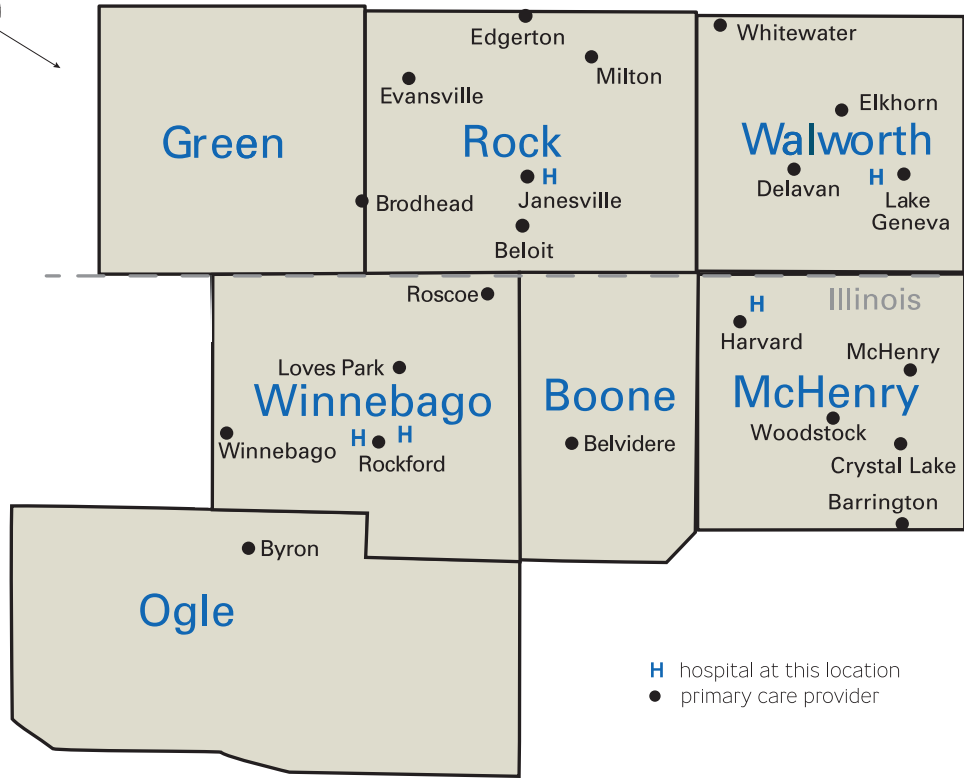 Edgerton
Whitewater
Milton
Evansville
Elkhorn
Green
Rock
Walworth
H
Janesville
Delavan
H
Lake
Geneva
Brodhead
Beloit
Roscoe
Illinois
H
Harvard
McHenry
Loves Park
Winnebago
Boone
McHenry
Woodstock
Winnebago
H
H
Rockford
Belvidere
Crystal Lake
Barrington
Byron
Ogle
H hospital at this location
primary care provider